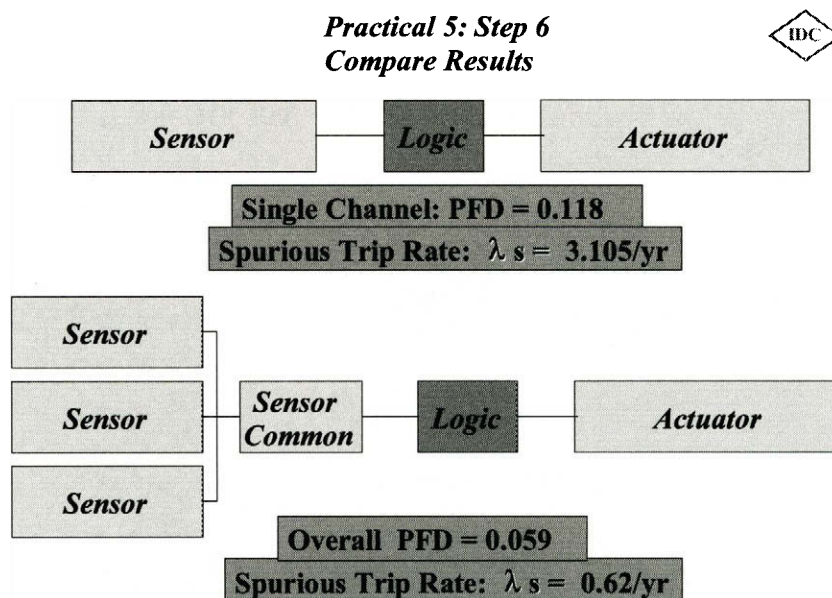 Practical 5: Step 6
Compare Results
IDC
Sensor
Logic
Actuator
Single Channel: PFD = 0.118
Spurious Trip Rate: λ s = 3.105/yr
Sensor
Sensor
Sensor
Sensor
Common
Logic
Actuator
Overall PFD = 0.059
Spurious Trip Rate: λ s = 0.62/yr